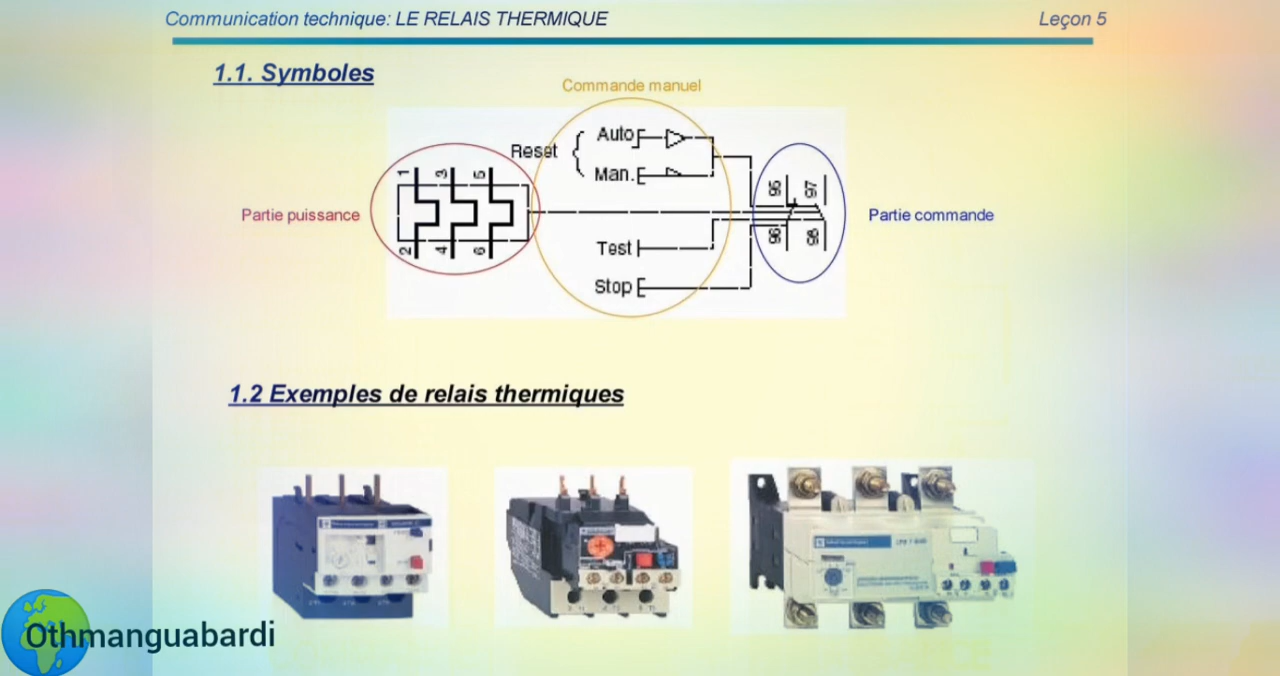 Communication technique: LE RELAIS THERMIQUE
Leçon 5
1.1. Symboles
Commande manuel
Auto
Reset
Man.
1 3 5
95 97
Partie puissance
Partie commande
2 4 6
96 98
Test
Stop
1.2 Exemples de relais thermiques
Othmanguabardi